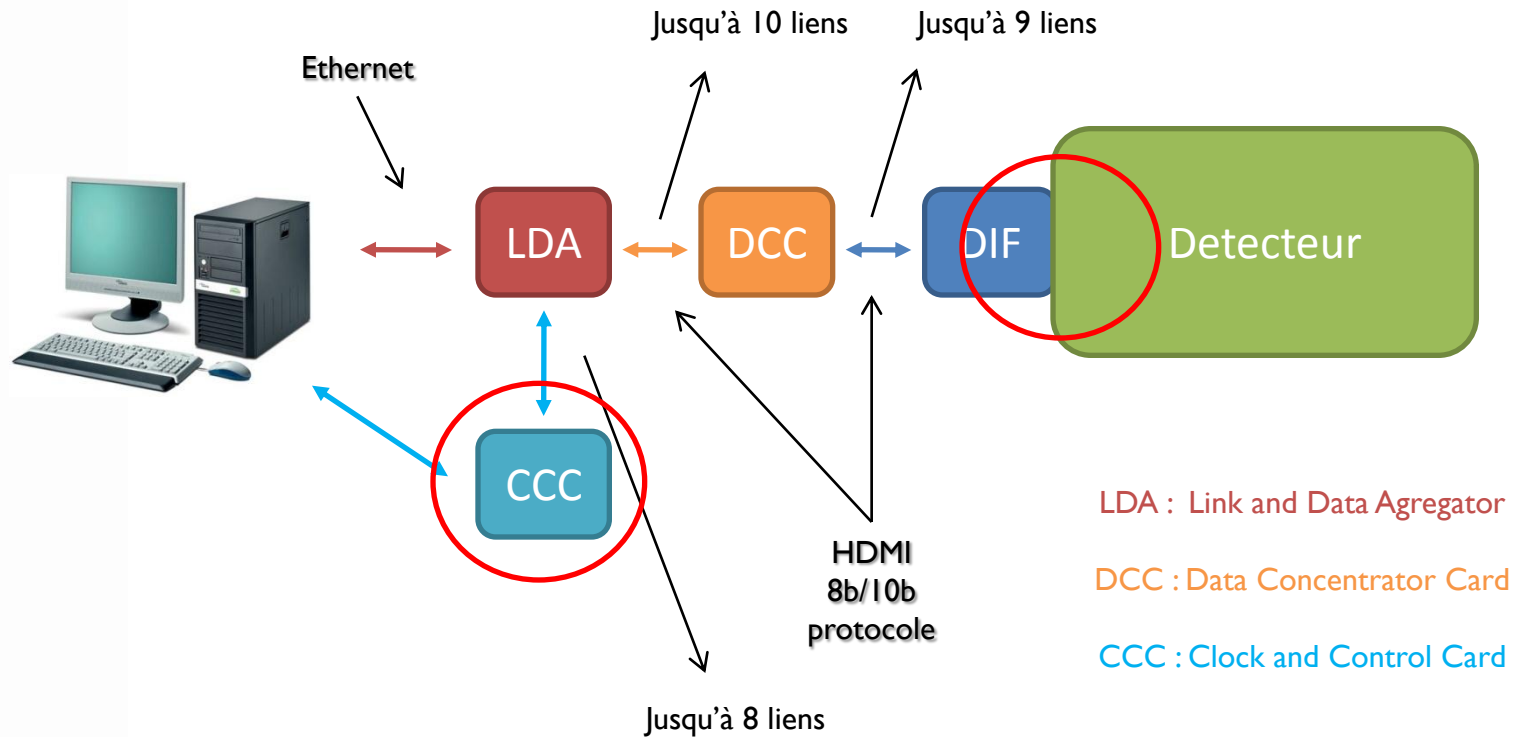 Jusqu'à 10 liens
Jusqu'à 9 liens
Ethernet
LDA
DCC
DIF
Detecteur
CCC
HDMI
8b/10b
protocole
LDA : Link and Data Agregator
DCC : Data Concentrator Card
CCC : Clock and Control Card
Jusqu'à 8 liens